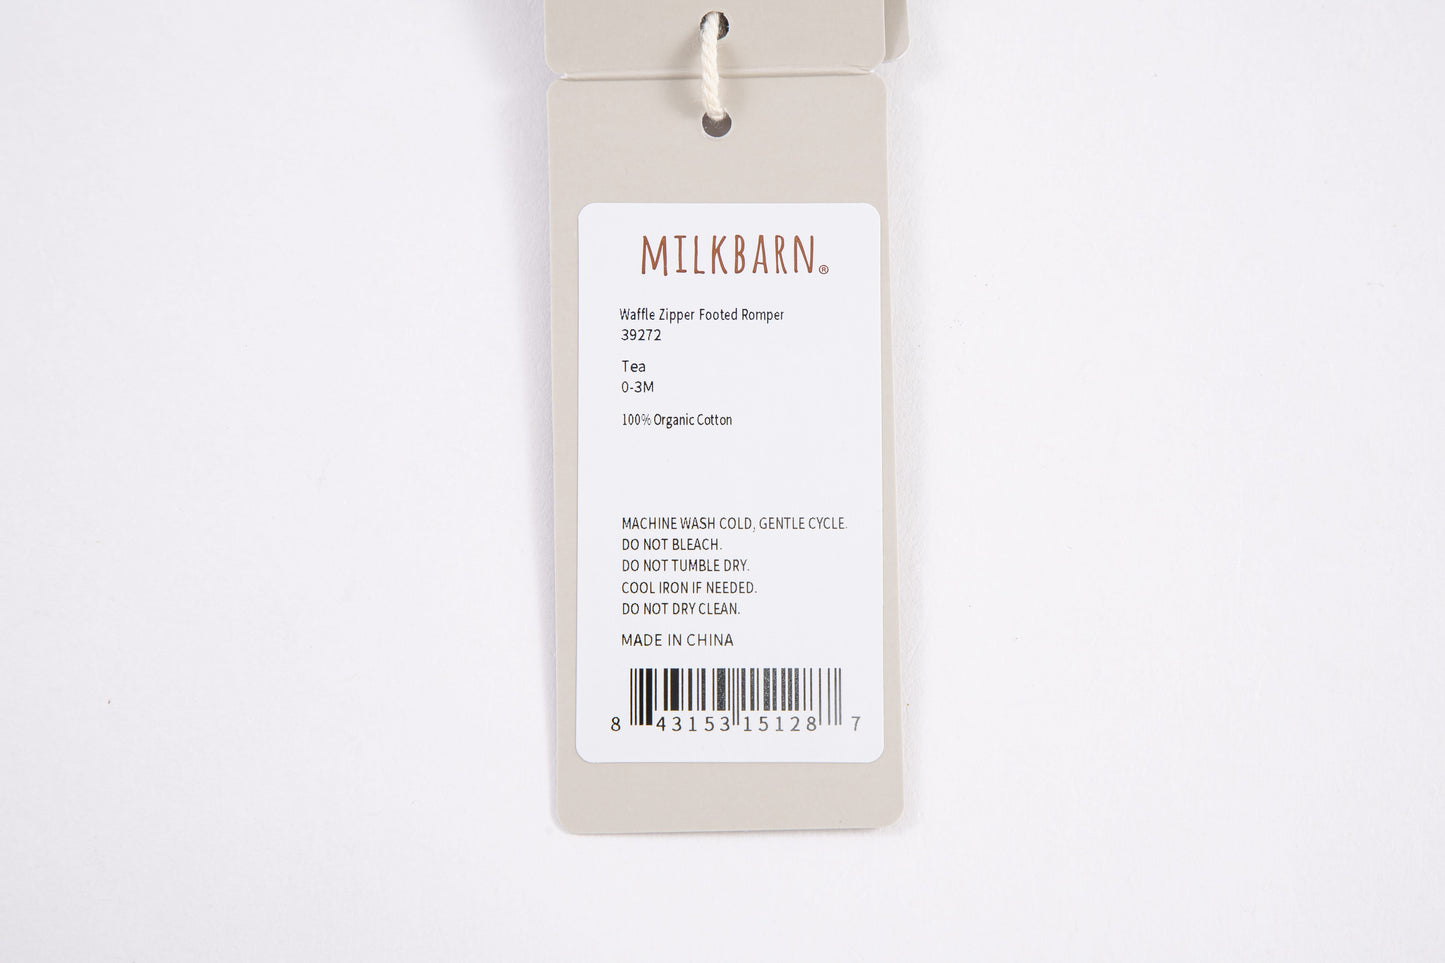 MILKBARN®
Waffle Zipper Footed Romper
39272
Tea
0-3M
100% Organic Cotton
MACHINE WASH COLD, GENTLE CYCLE.
DO NOT BLEACH.
DO NOT TUMBLE DRY.
COOL IRON IF NEEDED.
DO NOT DRY CLEAN.
MADE IN CHINA
8 43153 15128 7